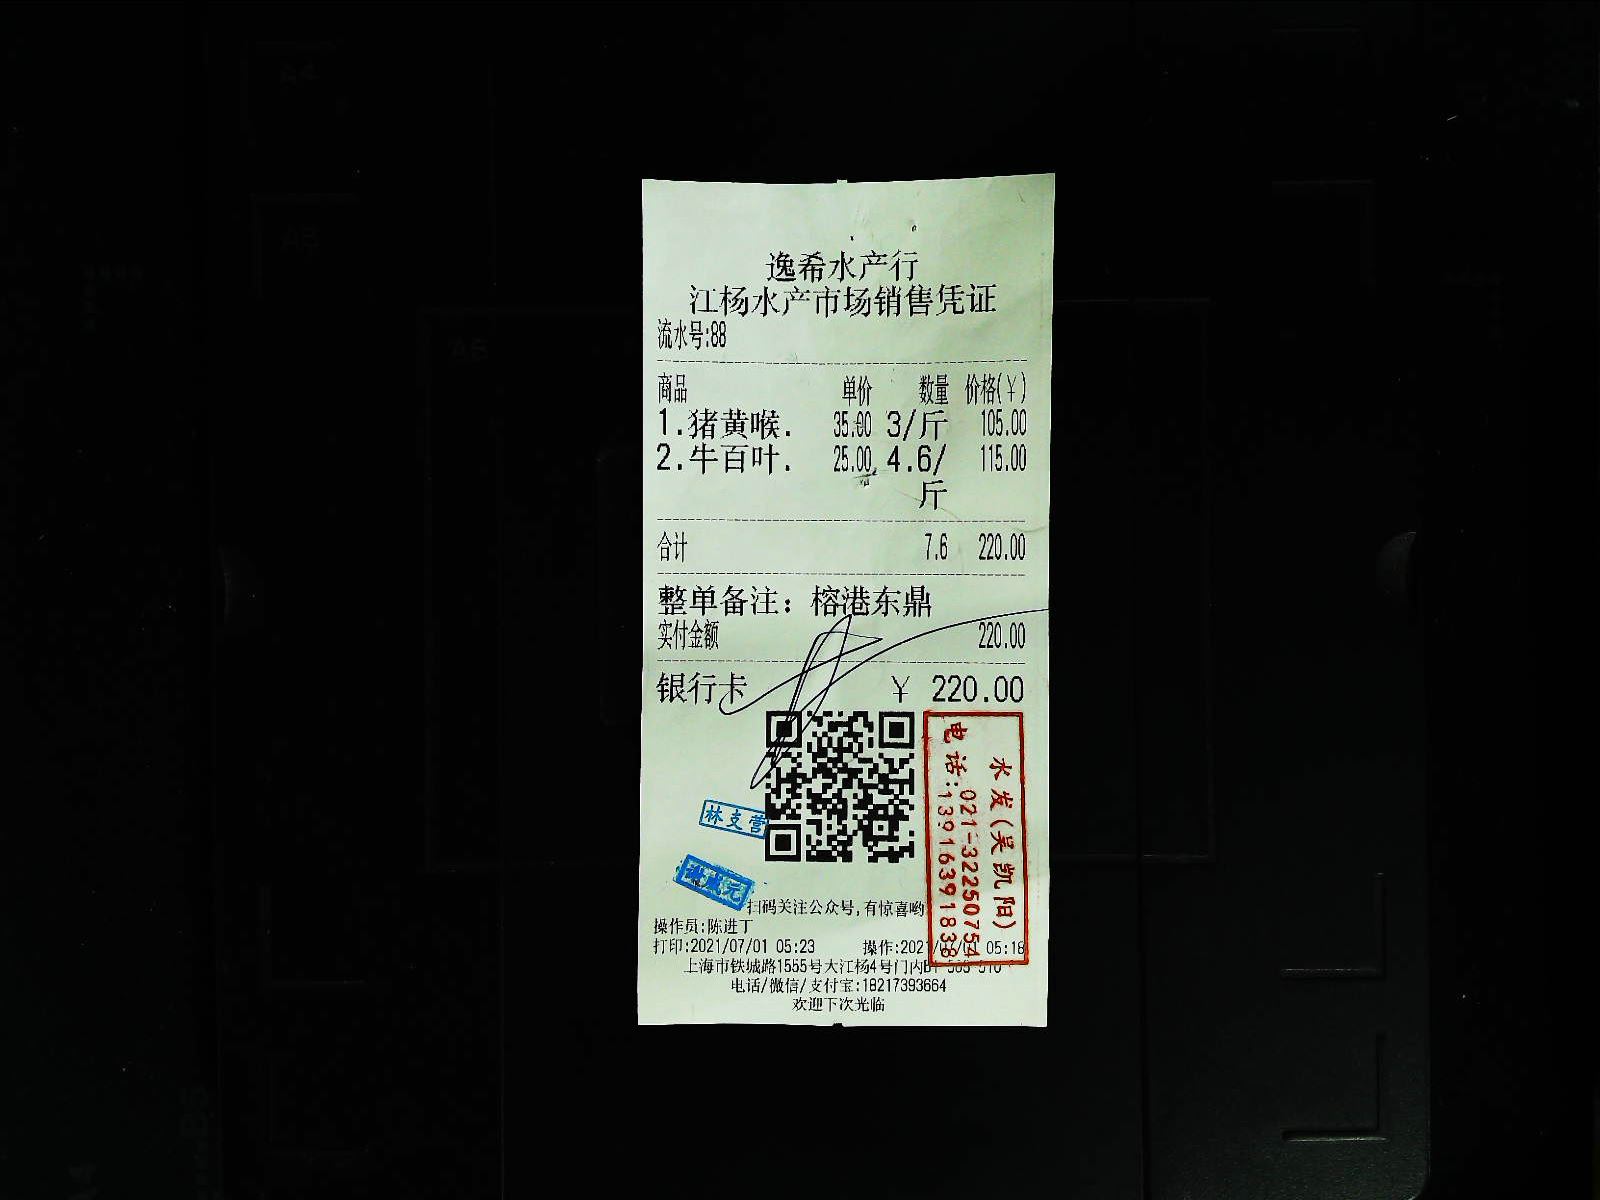 逸希水产行
江杨水产市场销售凭证
流水号:88
商品 单价 数量 价格(¥)
1.猪黄喉. 35.00 3/斤 105.00
2.牛百叶. 25.00 4.6/斤 115.00
合计 7.6 220.00
整单备注：榕港东鼎
实付金额 220.00
银行卡 ¥ 220.00
水发(吴凯阳)
电话:021-32250754
13916391838
林支营
扫码关注公众号,有惊喜哟
操作员:陈进丁
打印:2021/07/01 05:23 操作:2021/07/01 05:18
上海市铁城路1555号大江杨4号门内
电话/微信/支付宝:18217393664
欢迎下次光临
A4
A5